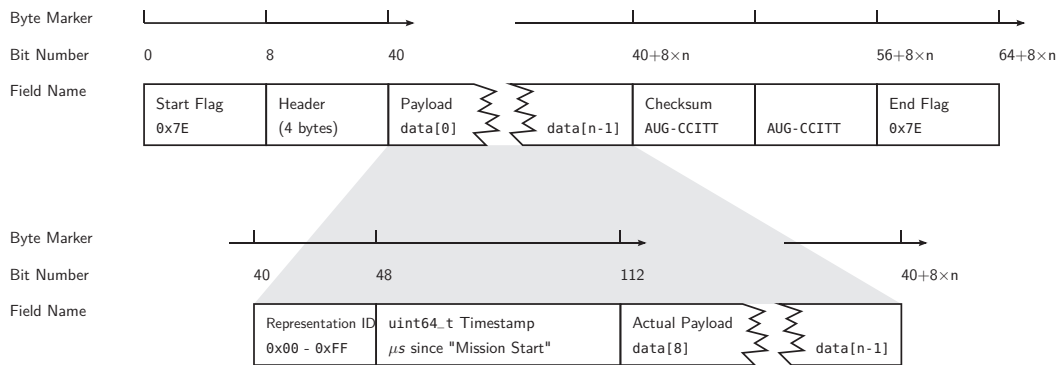 Byte Marker
Bit Number 0 8 40 40+8×n 56+8×n 64+8×n
Field Name
Start Flag Header Payload Checksum End Flag
0x7E (4 bytes) data[0] data[n-1] AUG-CCITT AUG-CCITT 0x7E
Byte Marker
Bit Number 40 48 112 40+8×n
Field Name
Representation ID uint64_t Timestamp Actual Payload
0x00 - 0xFF μs since "Mission Start" data[8] data[n-1]